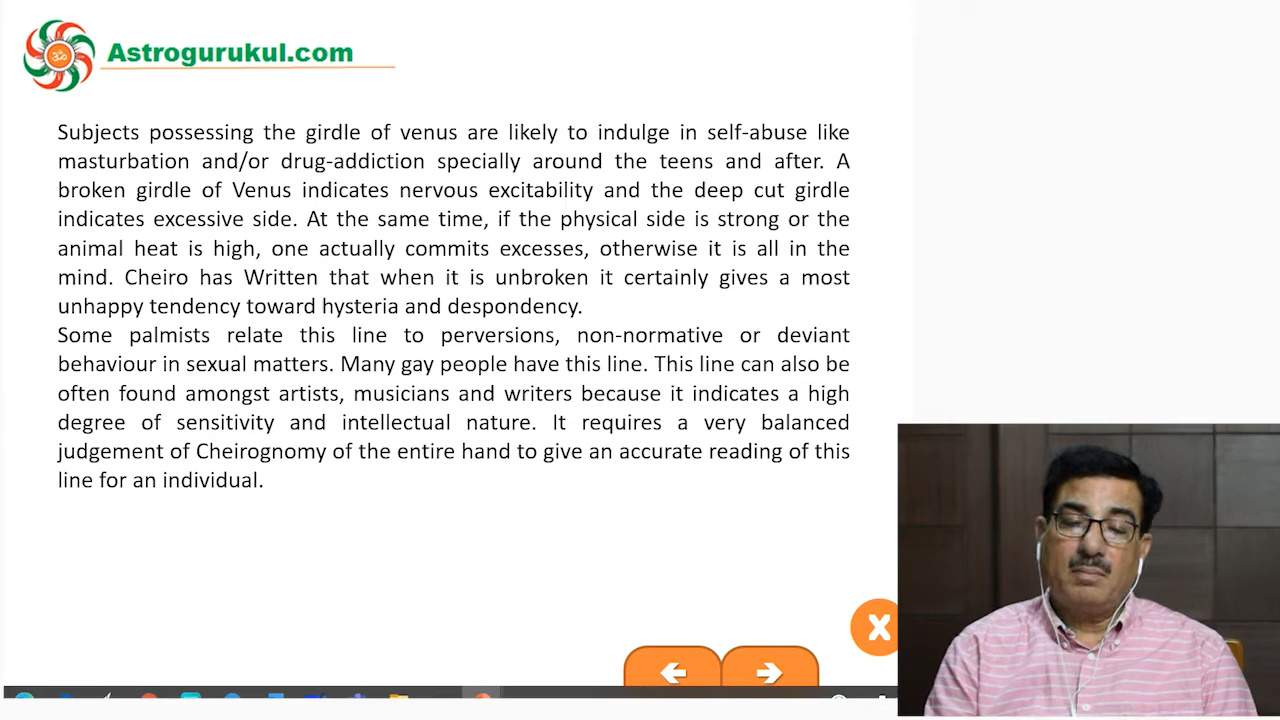 Astrogurukul.com
Subjects possessing the girdle of venus are likely to indulge in self-abuse like
masturbation and/or drug-addiction specially around the teens and after. A
broken girdle of Venus indicates nervous excitability and the deep cut girdle
indicates excessive side. At the same time, if the physical side is strong or the
animal heat is high, one actually commits excesses, otherwise it is all in the
mind. Cheiro has Written that when it is unbroken it certainly gives a most
unhappy tendency toward hysteria and despondency.
Some palmists relate this line to perversions, non-normative or deviant
behaviour in sexual matters. Many gay people have this line. This line can also be
often found amongst artists, musicians and writers because it indicates a high
degree of sensitivity and intellectual nature. It requires a very balanced
judgement of Cheirognomy of the entire hand to give an accurate reading of this
line for an individual.
X